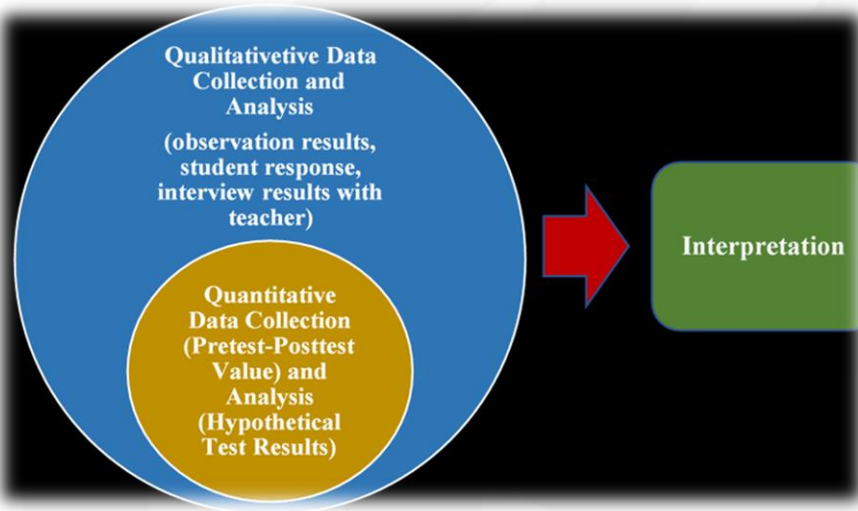 Qualitativetive Data
Collection and
Analysis
(observation results,
student response,
interview results with
teacher)
Quantitative
Data Collection
(Pretest-Posttest
Value) and
Analysis
(Hypothetical
Test Results)
Interpretation